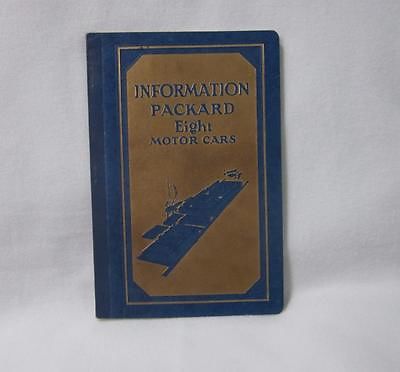 INFORMATION
PACKARD
Eight
MOTOR CARS